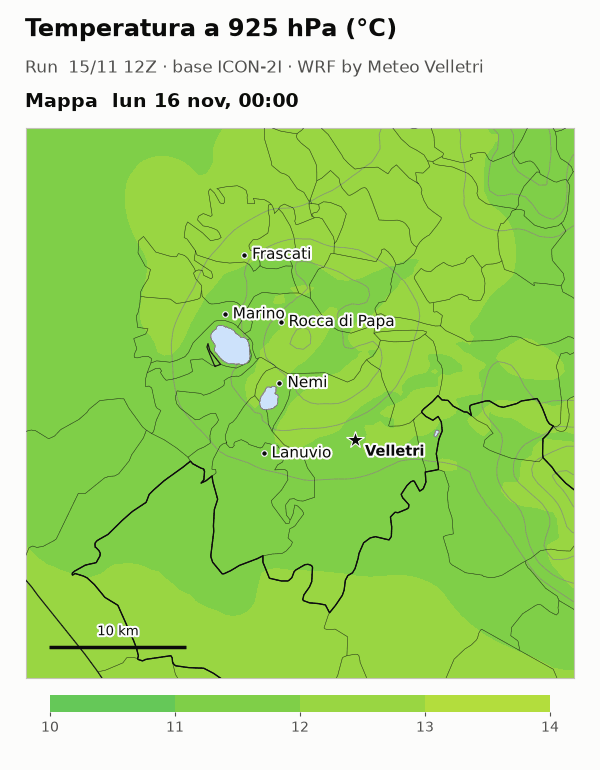 Temperatura a 925 hPa (°C)
Run  15/11 12Z · base ICON-2I · WRF by Meteo Velletri
Mappa  lun 16 nov, 00:00
Frascati
Marino
Rocca di Papa
Nemi
Velletri
Lanuvio
10 km
10 11 12 13 14